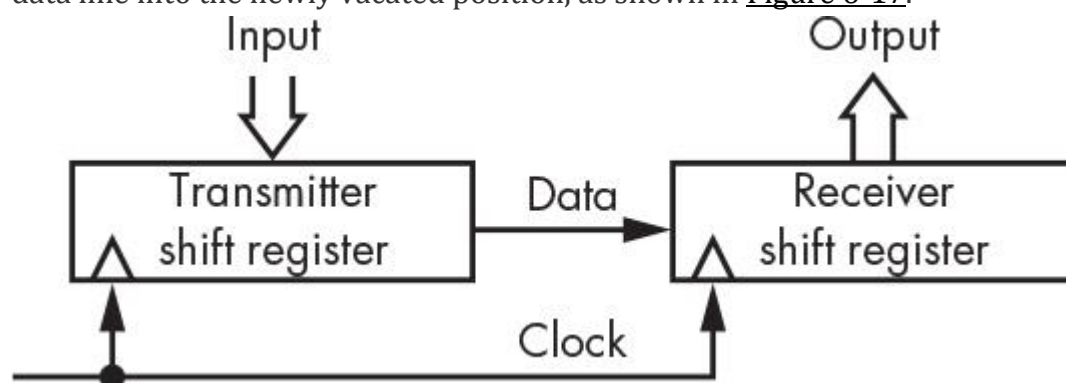 data line into the newly vacated position, as shown in Figure 6-17.
Input
Output
Transmitter
shift register
Data
Receiver
shift register
Clock